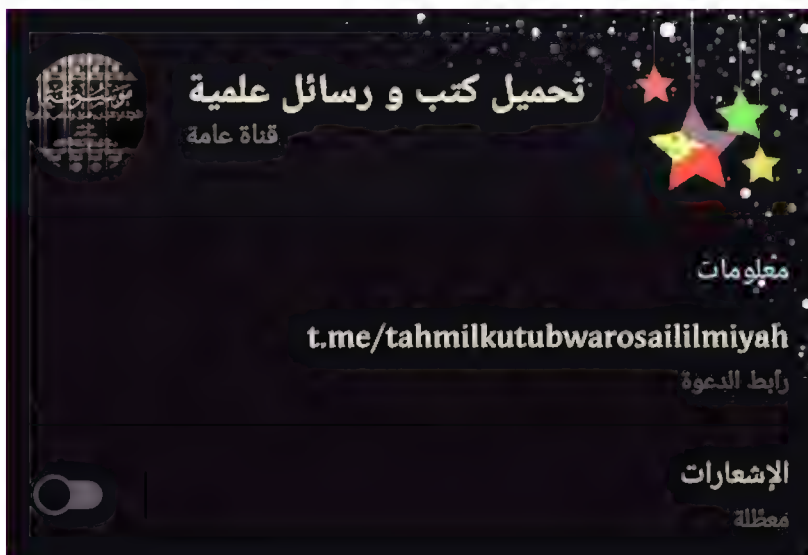 تحميل كتب و رسائل علمية
قناة عامة
معلومات
t.me/tahmilkutubwarosaililmiyah
رابط الدعوة
الإشعارات
معطلة